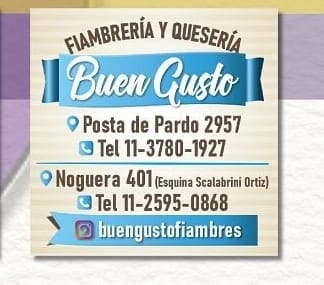 FIAMBRERÍA Y QUESERÍA
Buen Gusto
Posta de Pardo 2957
Tel 11-3780-1927
Noguera 401 (Esquina Scalabrini Ortiz)
Tel 11-2595-0868
buengustofiambres